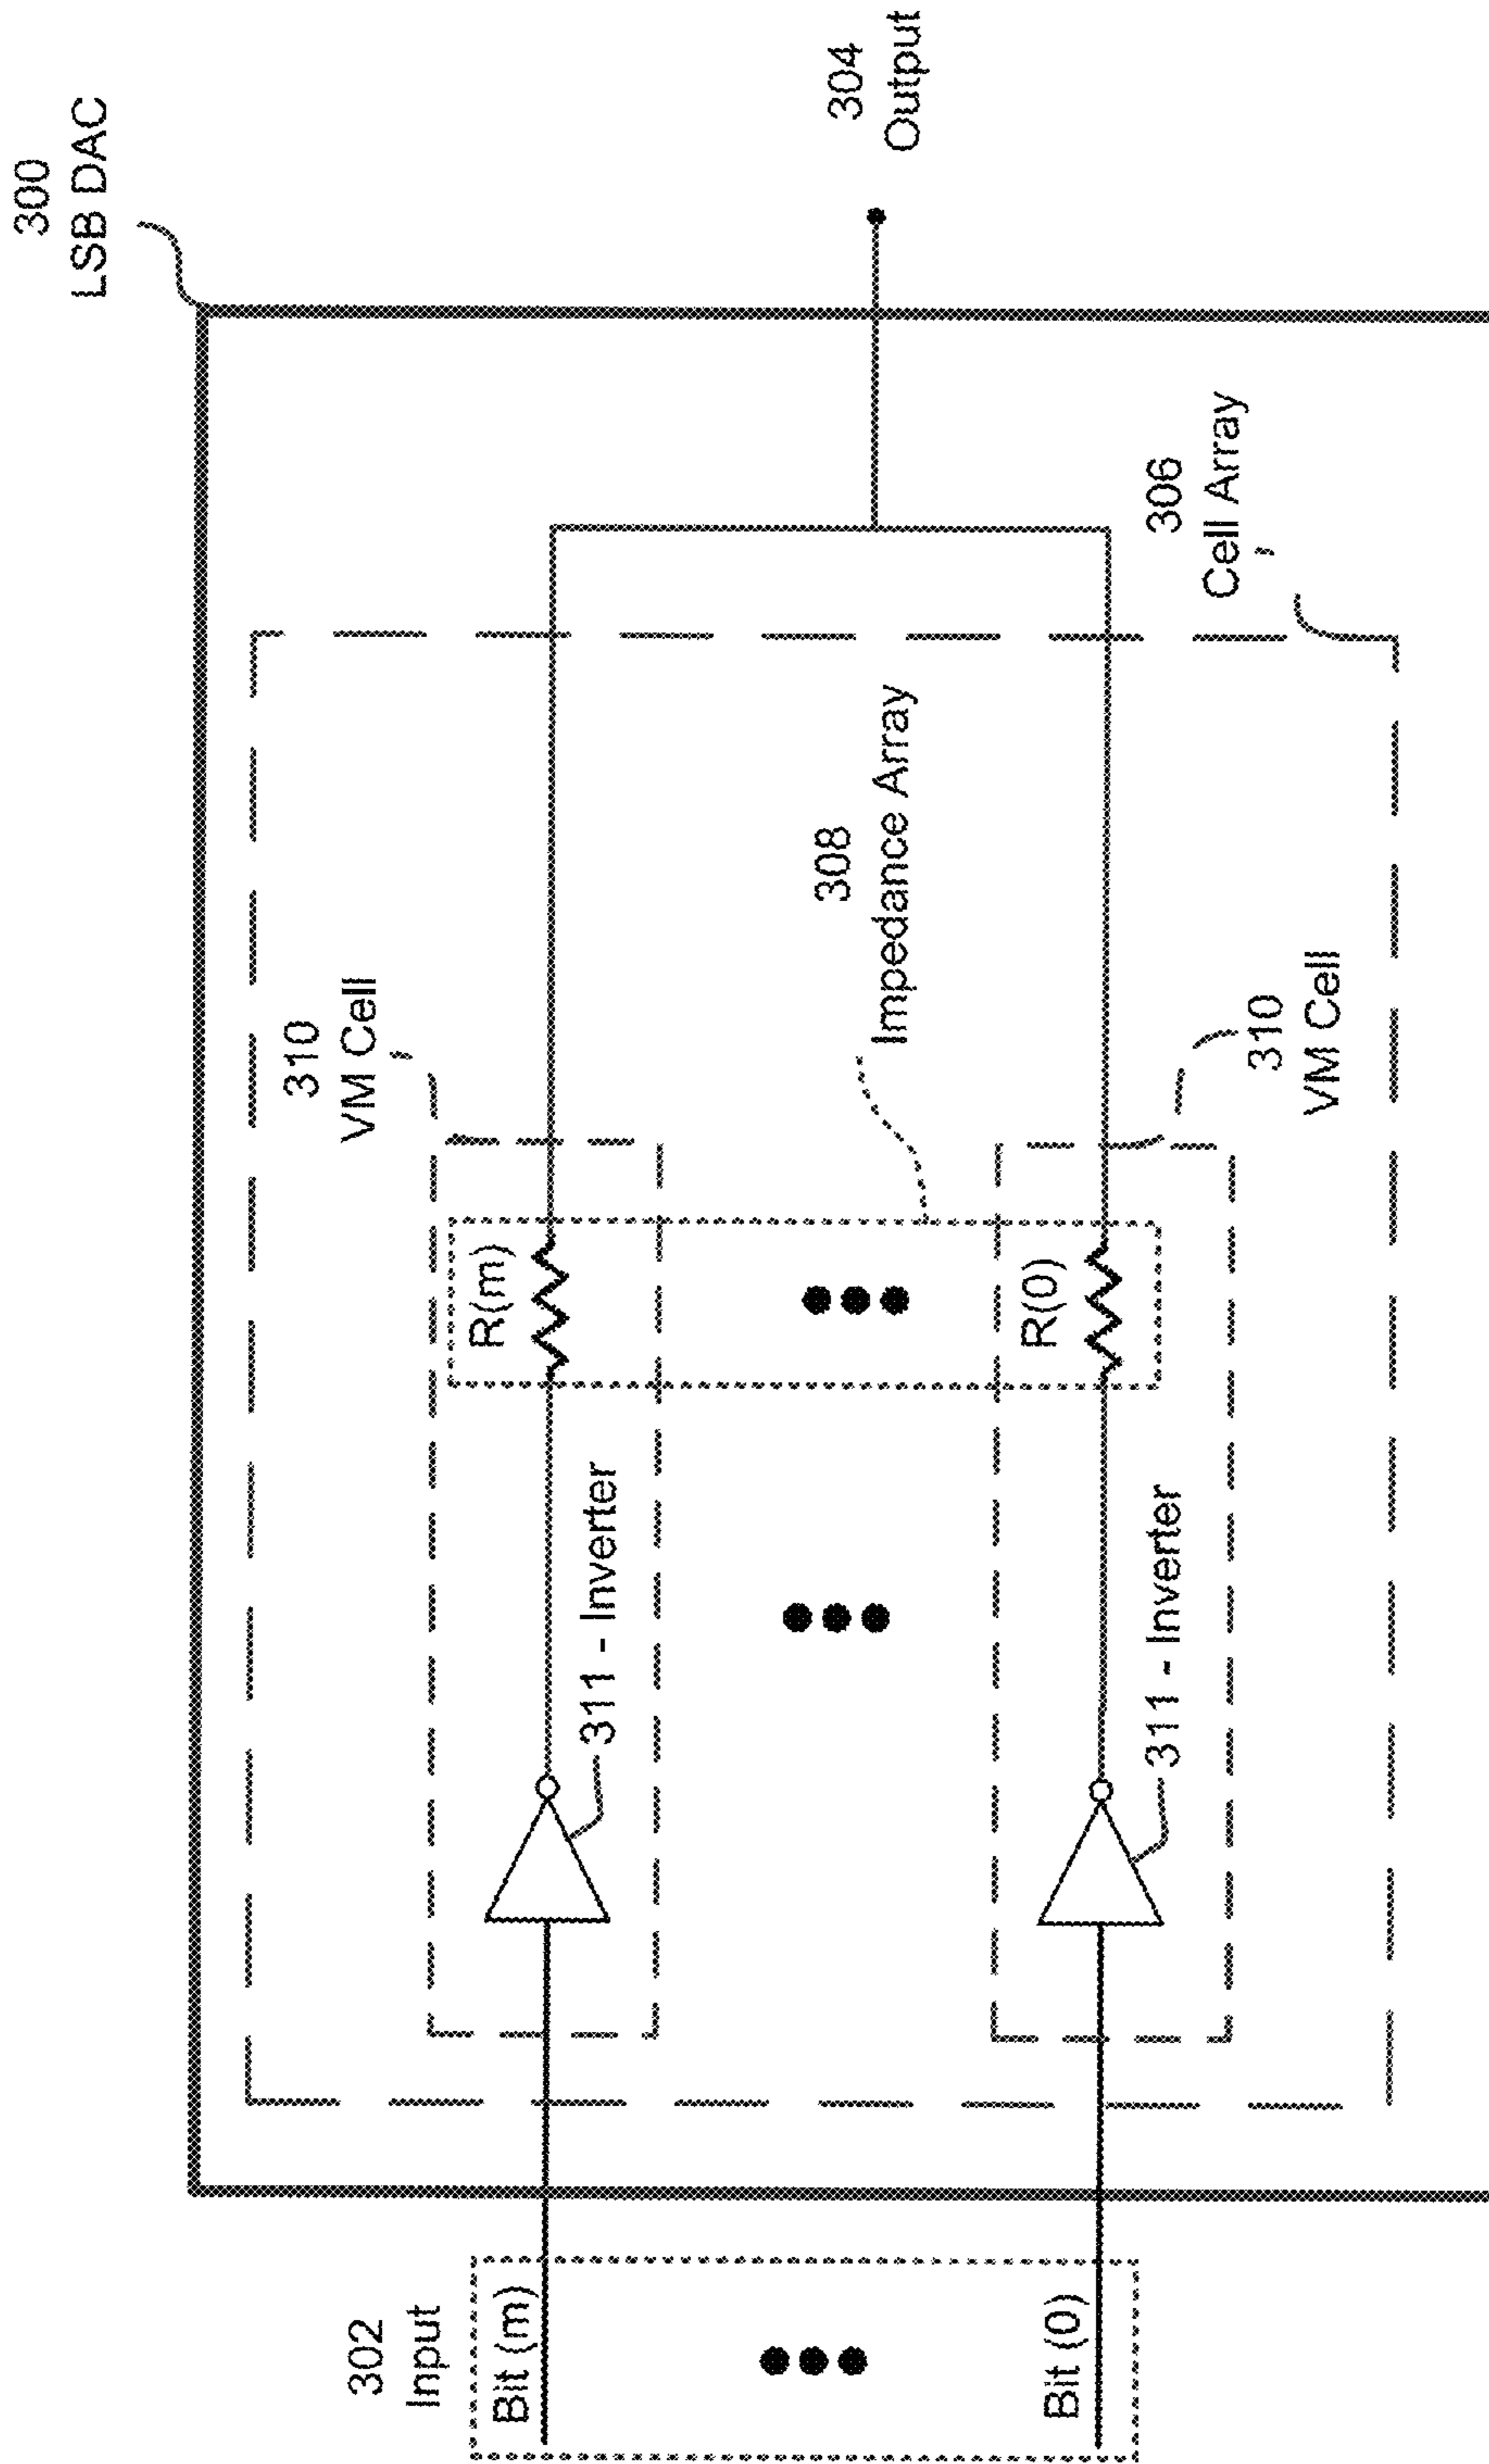 300
LSB DAC
302
Input
Bit (m)
Bit (0)
310
VM Cell
R(m)
311 - Inverter
308
Impedance Array
R(0)
311 - Inverter
310
VM Cell
306
Cell Array
304
Output